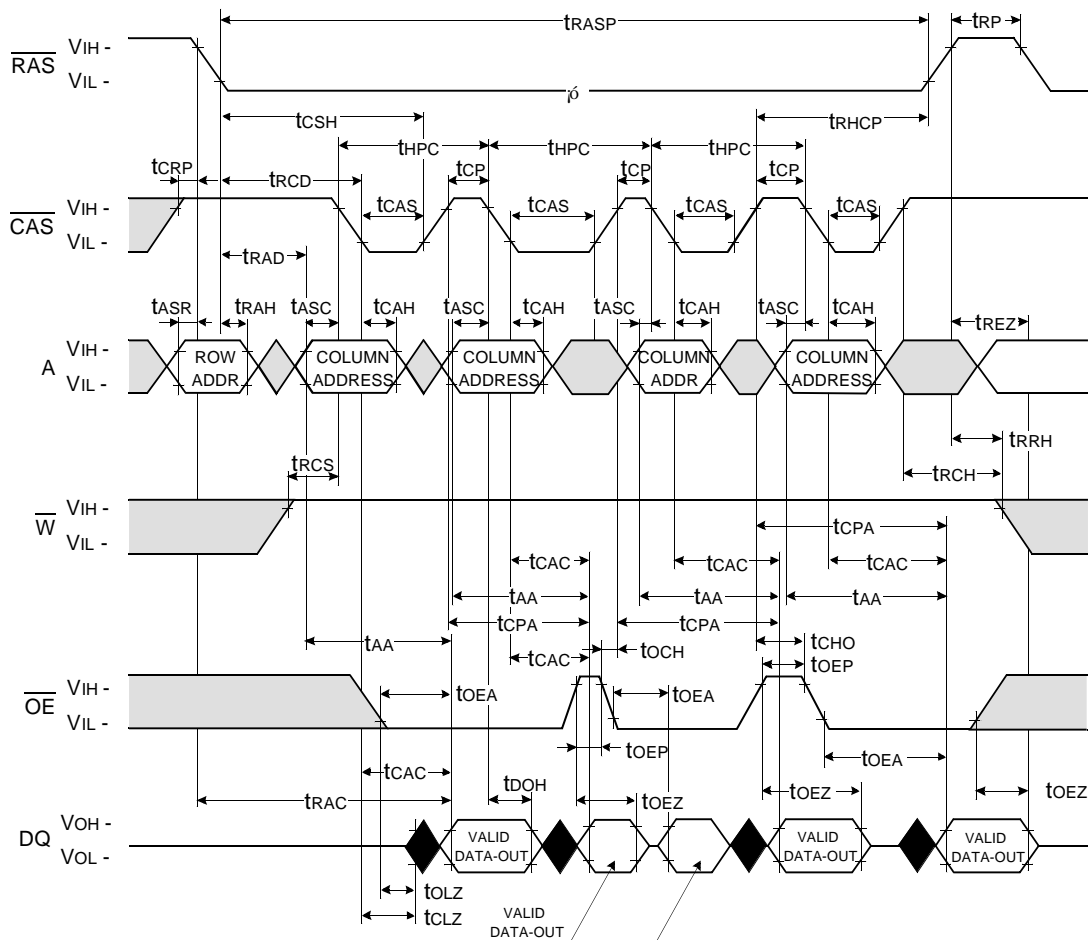 tRASP
tRP
RAS
VIH -
VIL -
¡ó
tCSH
tRHCP
tHPC
tHPC
tHPC
tCRP
tRCD
tCP
tCP
tCP
CAS
VIH -
VIL -
tCAS
tCAS
tCAS
tCAS
tRAD
tASR
tRAH
tASC
tCAH
tASC
tCAH
tASC
tCAH
tASC
tCAH
tREZ
A
VIH -
VIL -
ROW
ADDR
COLUMN
ADDRESS
COLUMN
ADDRESS
COLUMN
ADDR
COLUMN
ADDRESS
tRRH
tRCS
tRCH
W
VIH -
VIL -
tCPA
tCAC
tCAC
tCAC
tAA
tAA
tAA
tCPA
tCPA
tAA
tCHO
tCAC
tOCH
tOEP
OE
VIH -
VIL -
tOEA
tOEA
tOEP
tOEA
tCAC
tDOH
tOEZ
tOEZ
tOEZ
tRAC
DQ
VOH -
VOL -
VALID
DATA-OUT
VALID
DATA-OUT
VALID
DATA-OUT
tOLZ
tCLZ
VALID
DATA-OUT